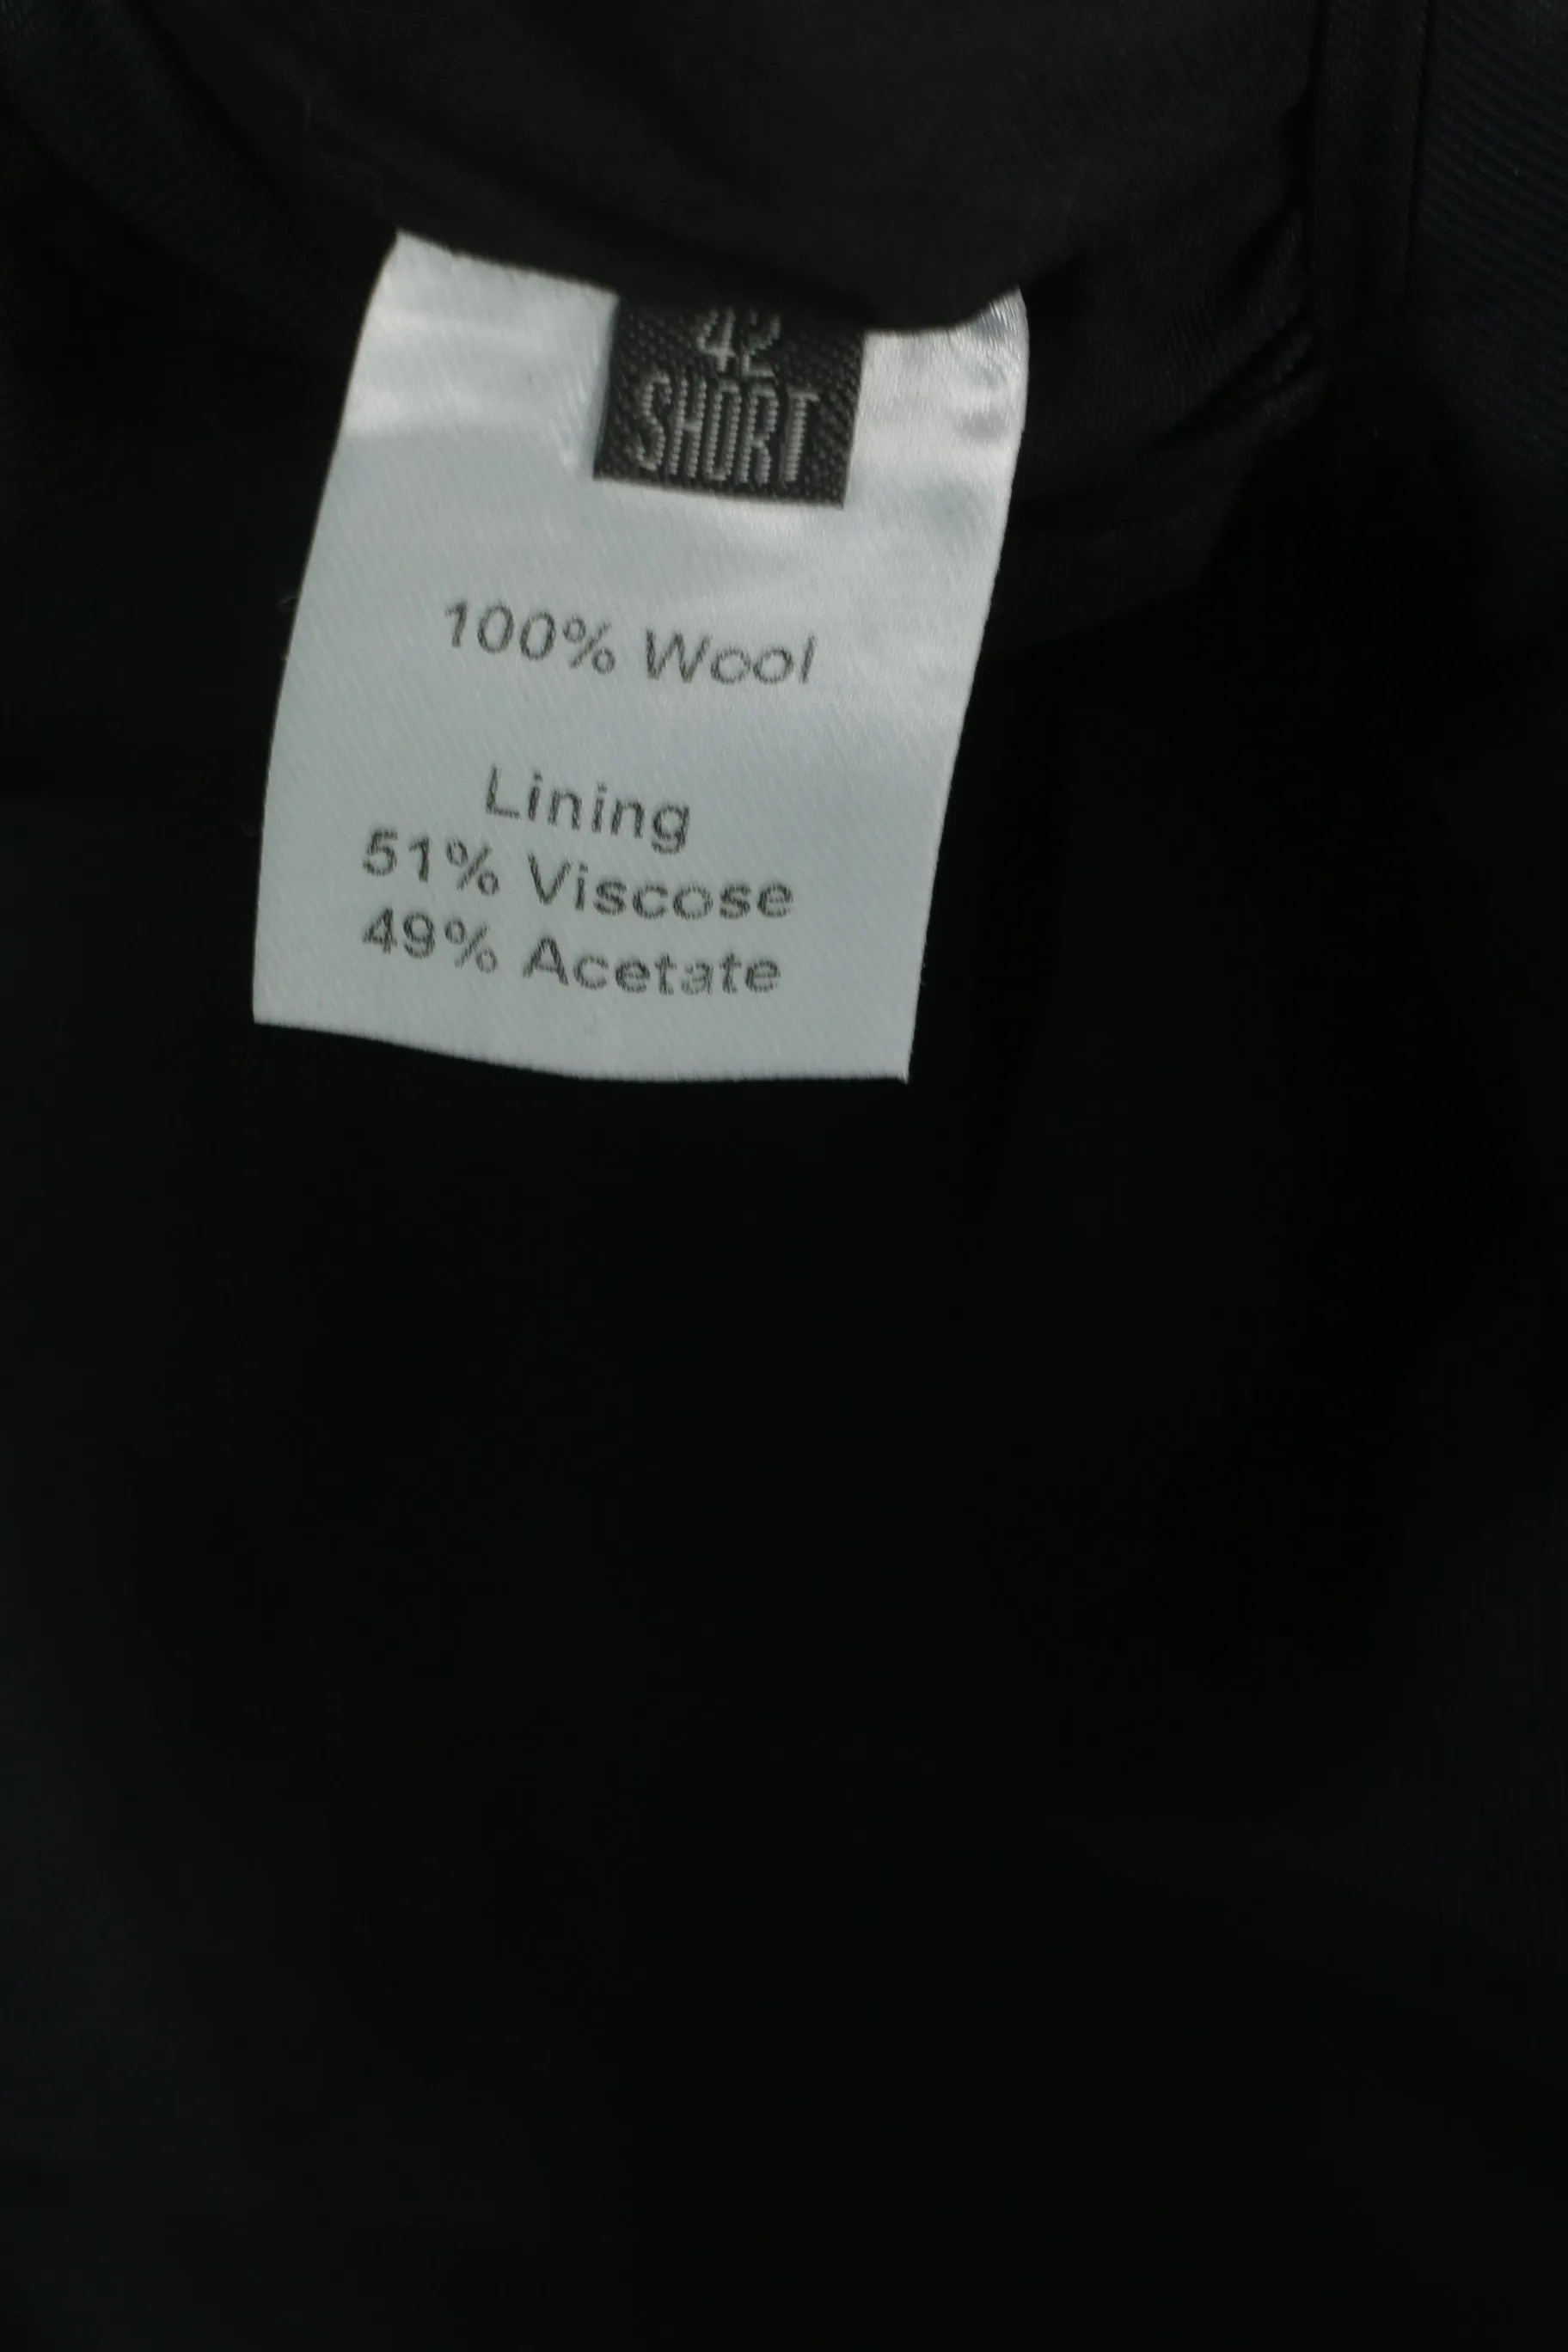 42
SHORT
100% Wool
Lining
51% Viscose
49% Acetate